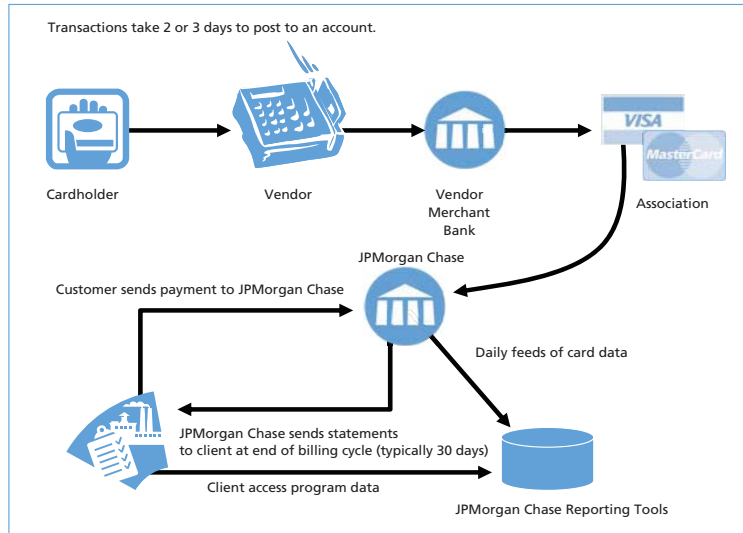 Transactions take 2 or 3 days to post to an account.
VISA
MasterCard
Cardholder
Vendor
Vendor
Merchant
Bank
Association
JPMorgan Chase
Customer sends payment to JPMorgan Chase
Daily feeds of card data
JPMorgan Chase sends statements
to client at end of billing cycle (typically 30 days)
Client access program data
JPMorgan Chase Reporting Tools